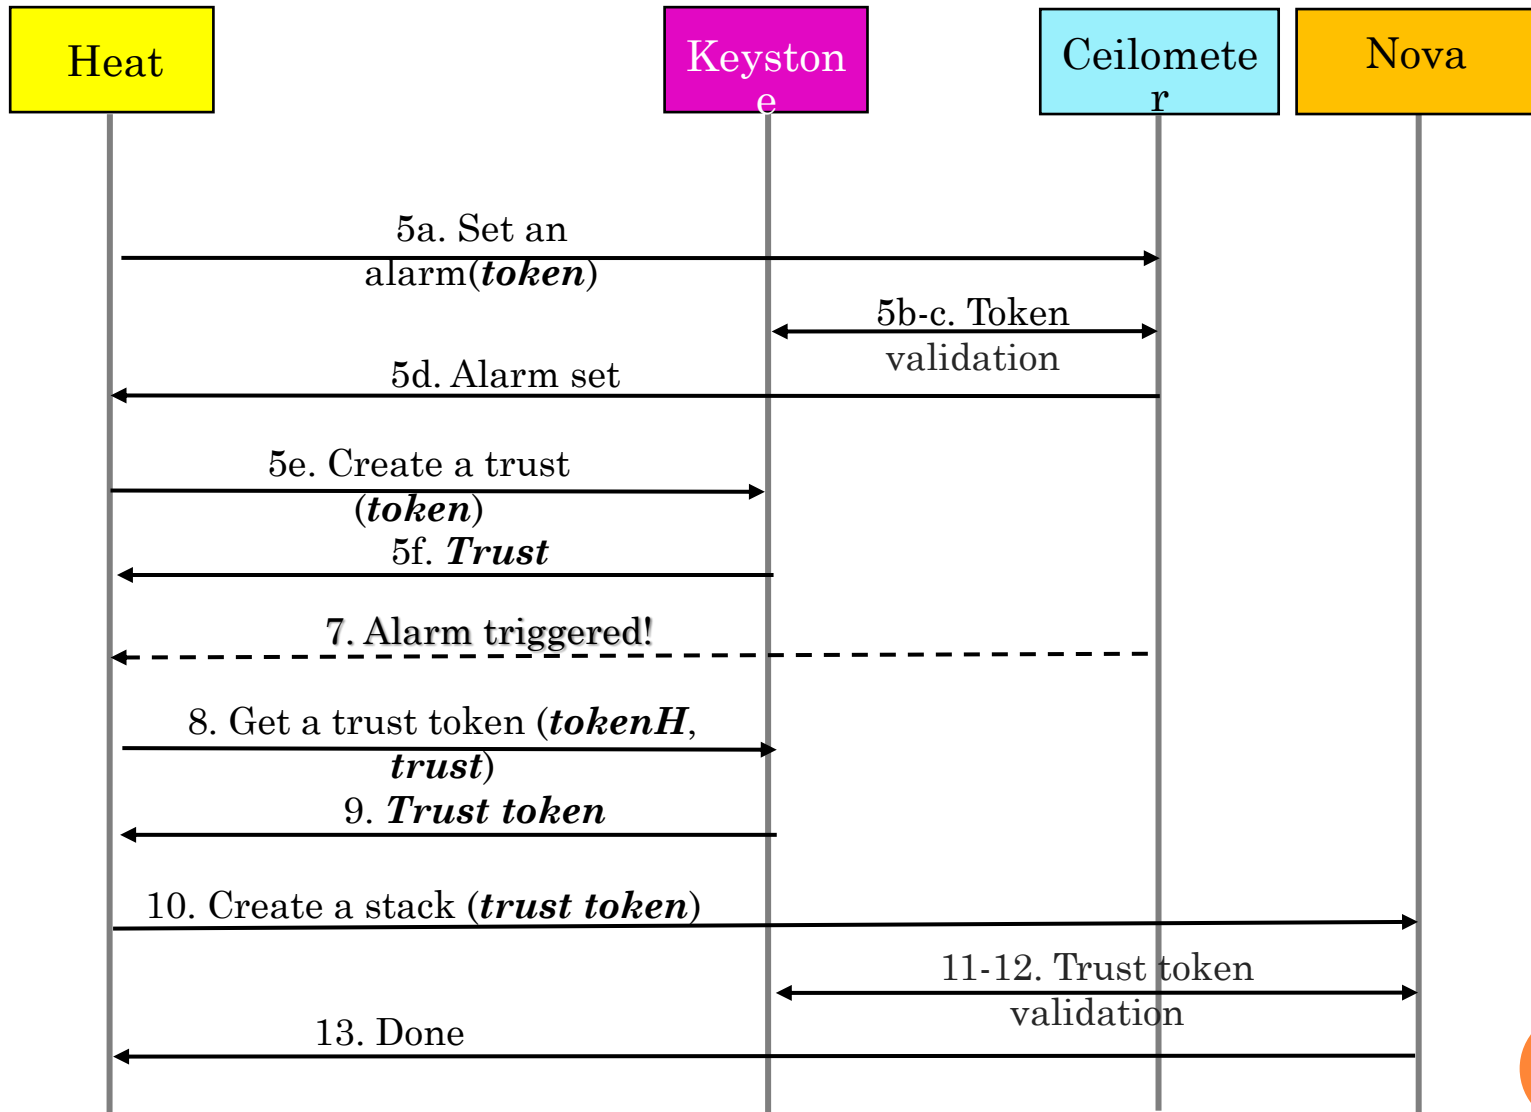 Heat
Keyston
e
Ceilomete
r
Nova
5a. Set an
alarm(token)
5b-c. Token
validation
5d. Alarm set
5e. Create a trust
(token)
5f. Trust
7. Alarm triggered!
8. Get a trust token (tokenH,
trust)
9. Trust token
10. Create a stack (trust token)
11-12. Trust token
validation
13. Done